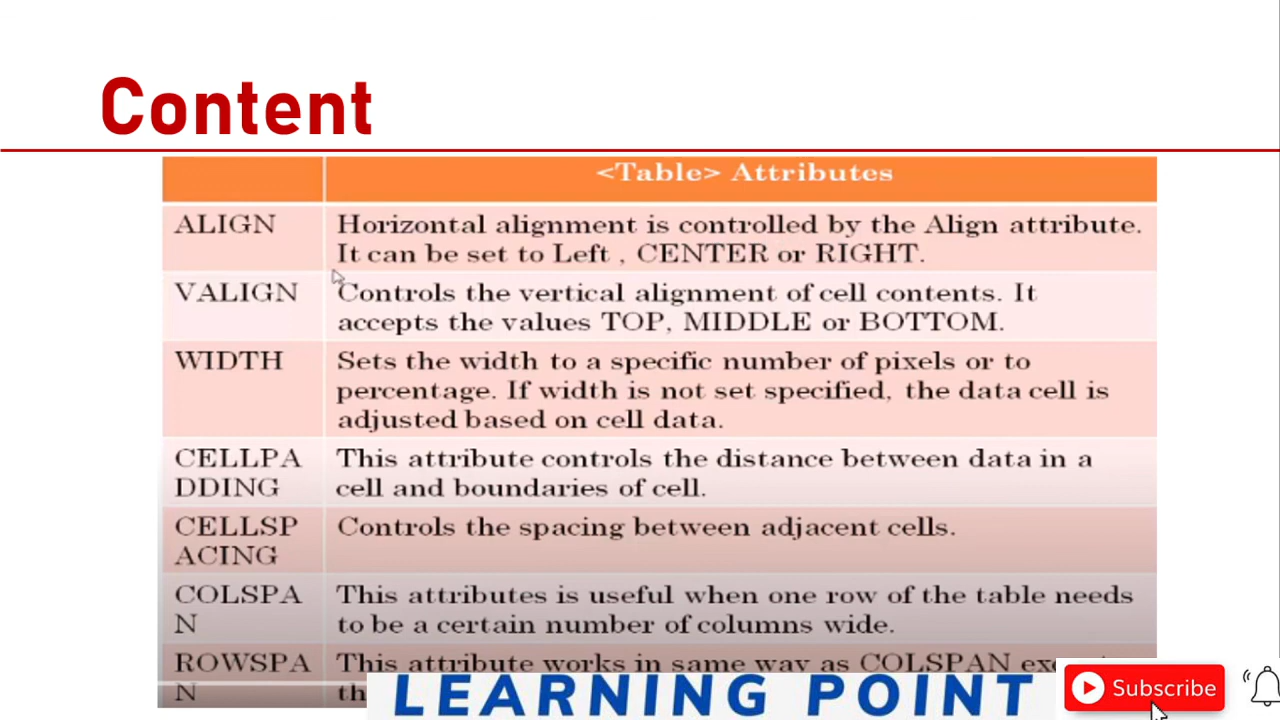 Content
<Table> Attributes
ALIGN
Horizontal alignment is controlled by the Align attribute.
It can be set to Left , CENTER or RIGHT.
VALIGN
Controls the vertical alignment of cell contents. It
accepts the values TOP, MIDDLE or BOTTOM.
WIDTH
Sets the width to a specific number of pixels or to
percentage. If width is not set specified, the data cell is
adjusted based on cell data.
CELLPA
DDING
This attribute controls the distance between data in a
cell and boundaries of cell.
CELLSP
ACING
Controls the spacing between adjacent cells.
COLSPA
N
This attributes is useful when one row of the table needs
to be a certain number of columns wide.
ROWSPA
N
This attribute works in same way as COLSPAN
LEARNING POINT
Subscribe